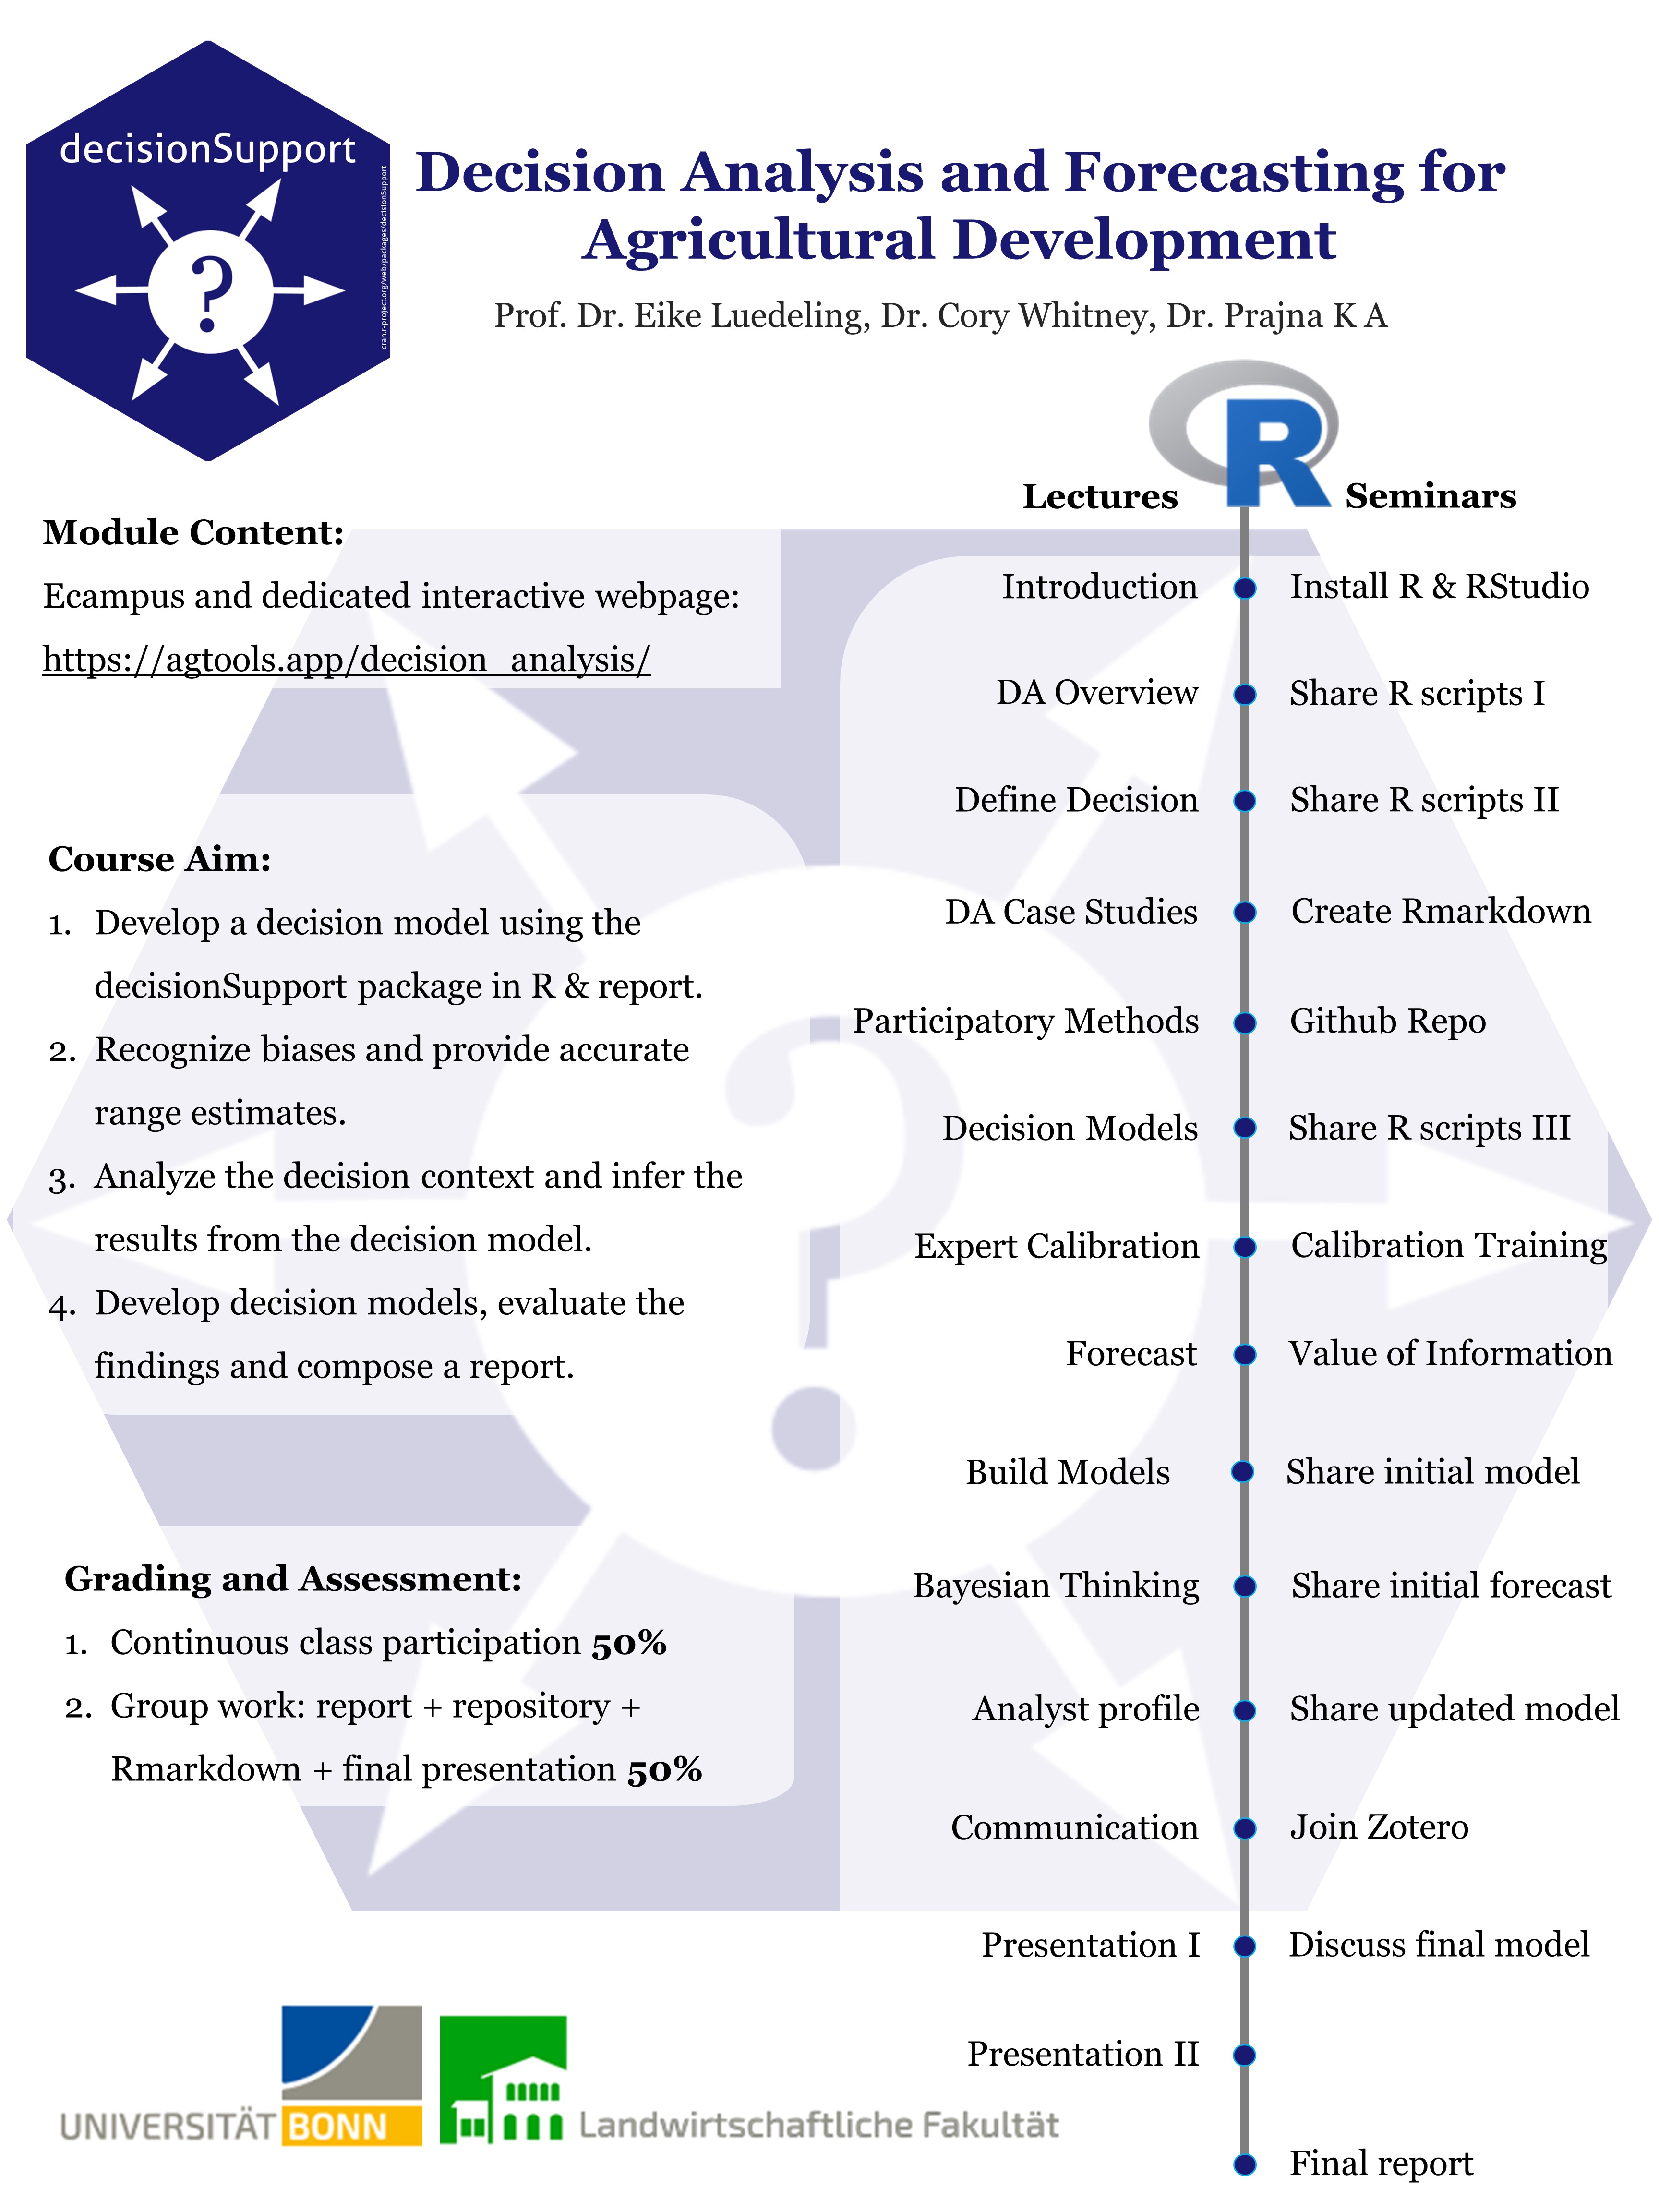 decisionSupport
cran.r-project.org/web/packages/decisionSupport
?
Decision Analysis and Forecasting for
Agricultural Development
Prof. Dr. Eike Luedeling, Dr. Cory Whitney, Dr. Prajna K A
R
Module Content:
Ecampus and dedicated interactive webpage:
https://agtools.app/decision_analysis/
Course Aim:
1. Develop a decision model using the
decisionSupport package in R & report.
2. Recognize biases and provide accurate
range estimates.
3. Analyze the decision context and infer the
results from the decision model.
4. Develop decision models, evaluate the
findings and compose a report.
Grading and Assessment:
1. Continuous class participation 50%
2. Group work: report + repository +
Rmarkdown + final presentation 50%
Lectures Seminars
Introduction Install R & RStudio
DA Overview Share R scripts I
Define Decision Share R scripts II
DA Case Studies Create Rmarkdown
Participatory Methods Github Repo
Decision Models Share R scripts III
Expert Calibration Calibration Training
Forecast Value of Information
Build Models Share initial model
Bayesian Thinking Share initial forecast
Analyst profile Share updated model
Communication Join Zotero
Presentation I Discuss final model
Presentation II
Final report
?
UNIVERSITÄT BONN
Landwirtschaftliche Fakultät